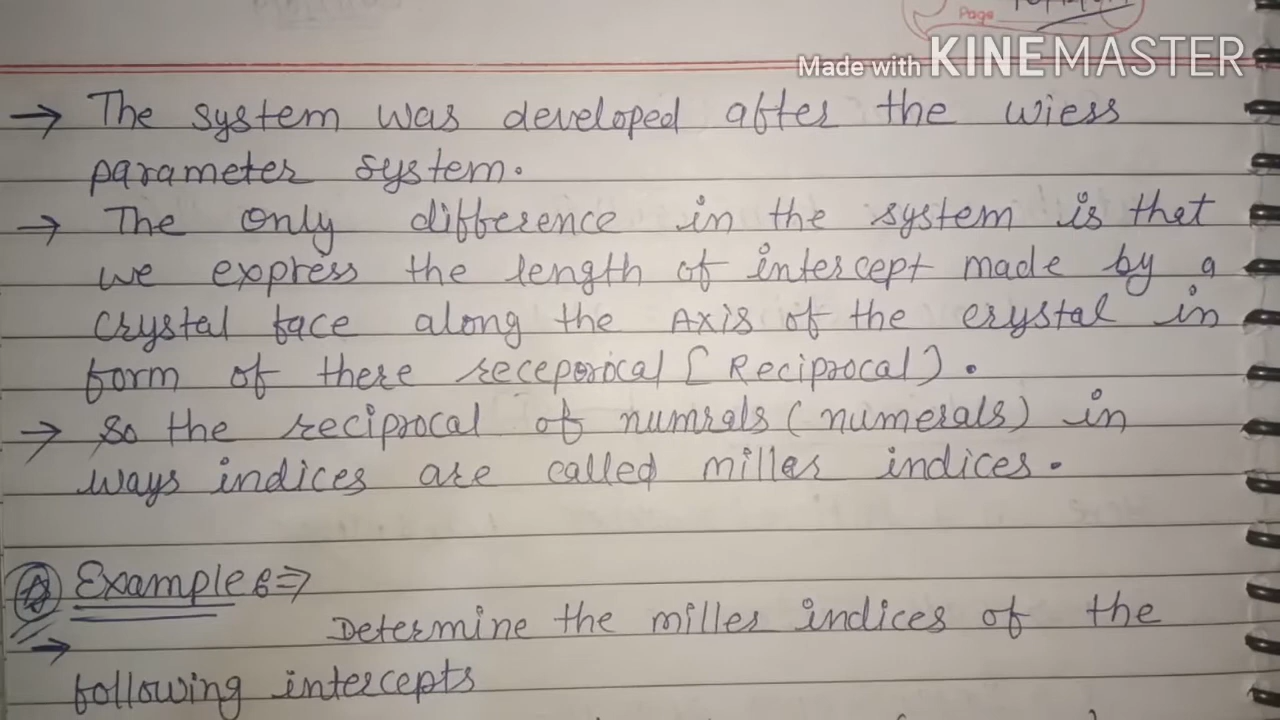 Page
Made with KINEMASTER
→ The system was developed after the wiess
parameter system.
→ The only difference in the system is that
we express the length of intercept made by a
crystal face along the Axis of the crystal in
form of there receporical [Reciprocal).
→ so the reciprocal of numrals (numerals) in
ways indices are called miller indices.
Example :⇒
→ Determine the miller indices of the
following intercepts